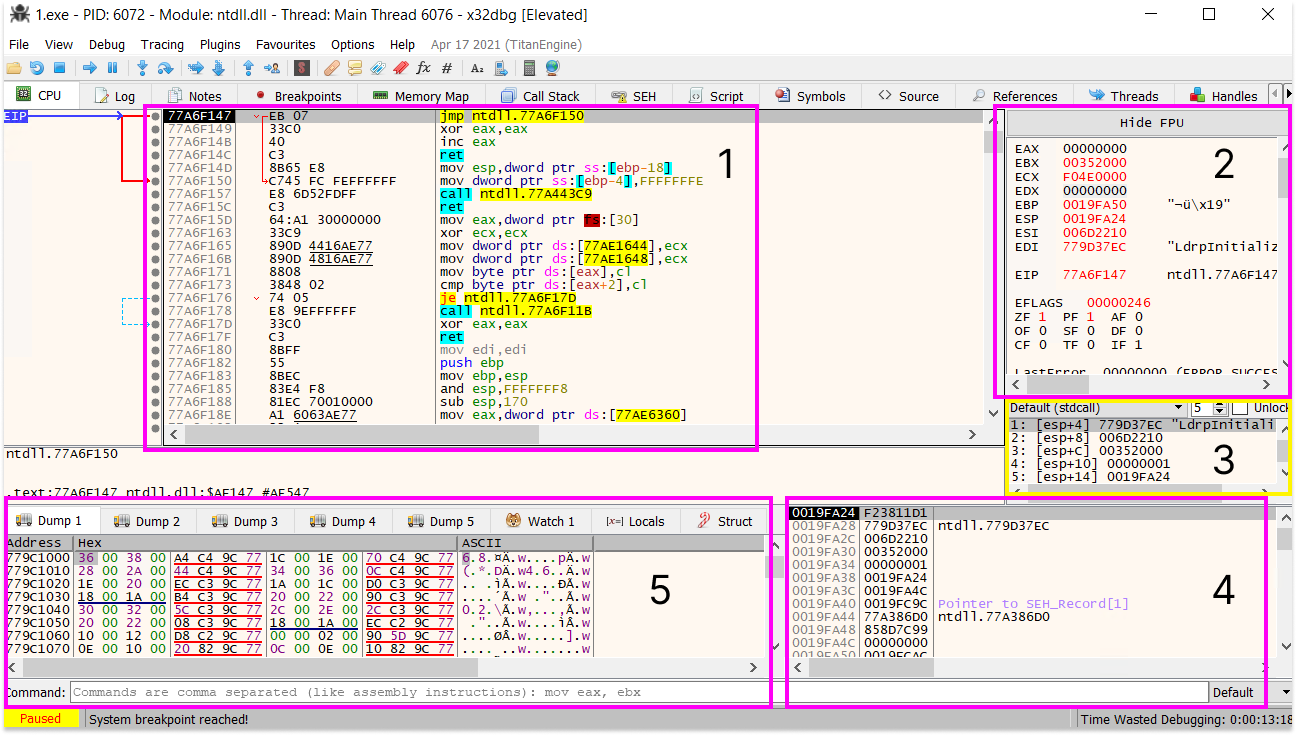 1.exe - PID: 6072 - Module: ntdll.dll - Thread: Main Thread 6076 - x32dbg [Elevated]
File View Debug Tracing Plugins Favourites Options Help Apr 17 2021 (TitanEngine)
CPU Log Notes Breakpoints Memory Map Call Stack SEH Script Symbols Source References Threads Handles
EIP
77A6F147 EB 07 jmp ntdll.77A6F150
77A6F149 33C0 xor eax,eax
77A6F14B 40 inc eax
77A6F14C C3 ret
77A6F14D 8B65 E8 mov esp,dword ptr ss:[ebp-18]
77A6F150 C745 FC FEFFFFFF mov dword ptr ss:[ebp-4],FFFFFFFE
77A6F157 E8 6D52FDFF call ntdll.77A443C9
77A6F15C C3 ret
77A6F15D 64:A1 30000000 mov eax,dword ptr fs:[30]
77A6F163 33C9 xor ecx,ecx
77A6F165 890D 4416AE77 mov dword ptr ds:[77AE1644],ecx
77A6F16B 890D 4816AE77 mov dword ptr ds:[77AE1648],ecx
77A6F171 8808 mov byte ptr ds:[eax],cl
77A6F173 3848 02 cmp byte ptr ds:[eax+2],cl
77A6F176 74 05 je ntdll.77A6F17D
77A6F178 E8 9EFFFFFF call ntdll.77A6F11B
77A6F17D 33C0 xor eax,eax
77A6F17F C3 ret
77A6F180 8BFF mov edi,edi
77A6F182 55 push ebp
77A6F183 8BEC mov ebp,esp
77A6F185 83E4 F8 and esp,FFFFFFF8
77A6F188 81EC 70010000 sub esp,170
77A6F18E A1 6063AE77 mov eax,dword ptr ds:[77AE6360]
1
Hide FPU
EAX 00000000
EBX 00352000
ECX F04E0000
EDX 00000000
EBP 0019FA50 "¬ü\x19"
ESP 0019FA24
ESI 006D2210
EDI 779D37EC "LdrpInitializ
EIP 77A6F147 ntdll.77A6F147
EFLAGS 00000246
ZF 1 PF 1 AF 0
OF 0 SF 0 DF 0
CF 0 TF 0 IF 1
LastError 00000000 (ERROR_SUCCES
2
Default (stdcall) 5 Unlock
1: [esp+4] 779D37EC "LdrpInitiali
2: [esp+8] 006D2210
3: [esp+C] 00352000
4: [esp+10] 00000001
5: [esp+14] 0019FA24
3
ntdll.77A6F150
.text:77A6F147 ntdll.dll:$AF147 #AE547
Dump 1 Dump 2 Dump 3 Dump 4 Dump 5 Watch 1 [x=] Locals Struct
Address Hex ASCII
779C1000 36 00 38 00 A4 C4 9C 77 1C 00 1E 00 70 C4 9C 77 6.8.¤Ä.w....pÄ.w
779C1010 28 00 2A 00 44 C4 9C 77 34 00 36 00 0C C4 9C 77 (.*.DÄ.w4.6..Ä.w
779C1020 1E 00 20 00 EC C3 9C 77 1A 00 1C 00 D0 C3 9C 77 .. .ìÃ.w....ÐÃ.w
779C1030 18 00 1A 00 B4 C3 9C 77 20 00 22 00 90 C3 9C 77 ....´Ã.w ."..Ã.w
779C1040 30 00 32 00 5C C3 9C 77 2C 00 2E 00 2C C3 9C 77 0.2.\Ã.w,...,Ã.w
779C1050 20 00 22 00 08 C3 9C 77 18 00 1A 00 EC C2 9C 77 ."..Ã.w....ìÂ.w
779C1060 10 00 12 00 D8 C2 9C 77 00 00 02 00 90 5D 9C 77 ....ØÂ.w.....].w
779C1070 0E 00 10 00 20 82 9C 77 0C 00 0E 00 10 82 9C 77 .... ..w.......w
5
0019FA24 F23811D1
0019FA28 779D37EC ntdll.779D37EC
0019FA2C 006D2210
0019FA30 00352000
0019FA34 00000001
0019FA38 0019FA24
0019FA3C 0019FA4C
0019FA40 0019FC9C Pointer to SEH_Record[1]
0019FA44 77A386D0 ntdll.77A386D0
0019FA48 858D7C99
0019FA4C 00000000
0019FA50 0019FCAC
4
Command: Commands are comma separated (like assembly instructions): mov eax, ebx Default
Paused System breakpoint reached! Time Wasted Debugging: 0:00:13:18